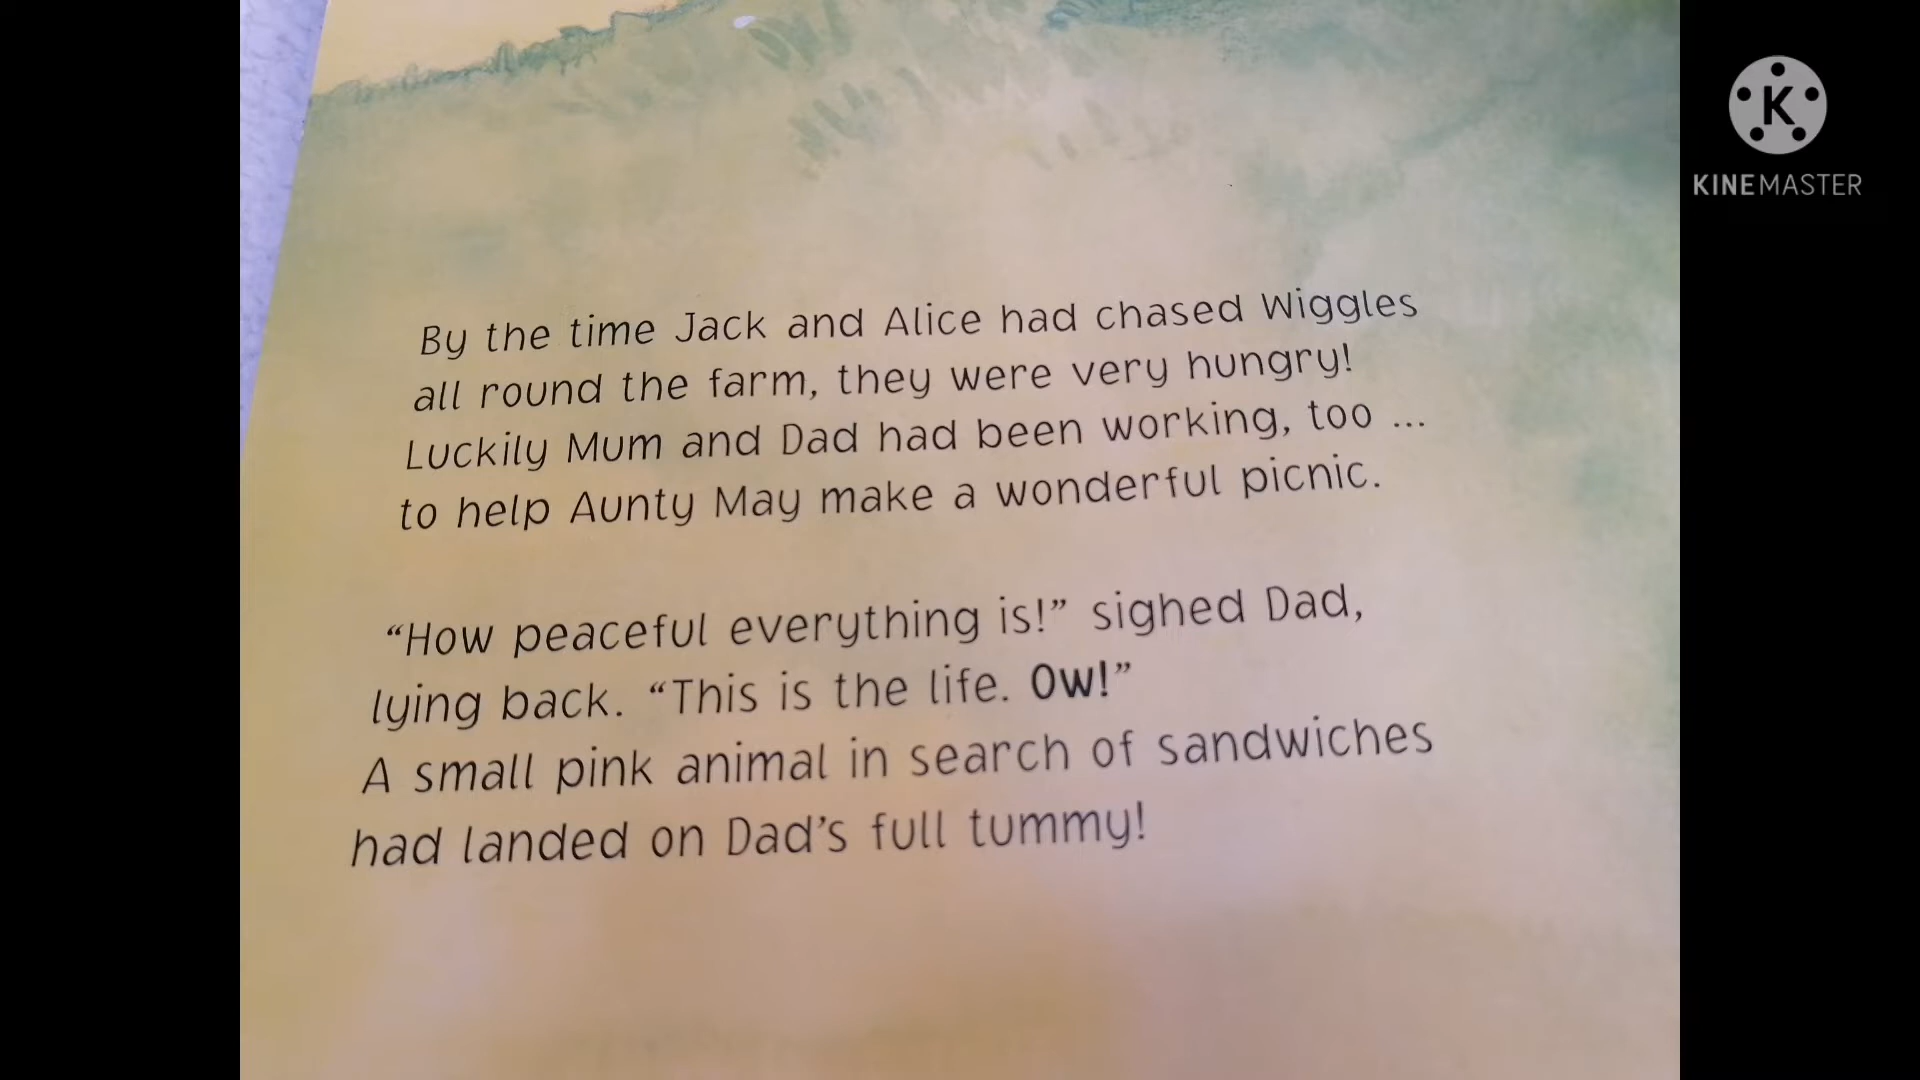 By the time Jack and Alice had chased Wiggles
all round the farm, they were very hungry!
Luckily Mum and Dad had been working, too ...
to help Aunty May make a wonderful picnic.
“How peaceful everything is!” sighed Dad,
lying back. “This is the life. Ow!”
A small pink animal in search of sandwiches
had landed on Dad’s full tummy!
K
KINEMASTER